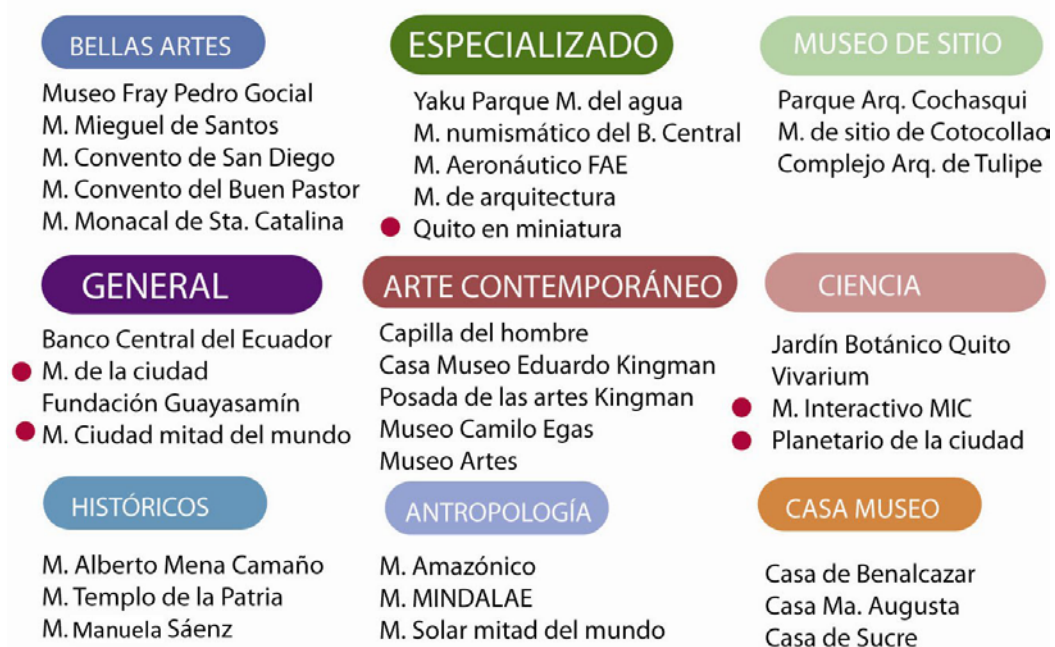 BELLAS ARTES
Museo Fray Pedro Gocial
M. Mieguel de Santos
M. Convento de San Diego
M. Convento del Buen Pastor
M. Monacal de Sta. Catalina
ESPECIALIZADO
Yaku Parque M. del agua
M. numismático del B. Central
M. Aeronáutico FAE
M. de arquitectura
Quito en miniatura
MUSEO DE SITIO
Parque Arq. Cochasqui
M. de sitio de Cotocollao
Complejo Arq. de Tulipe
GENERAL
Banco Central del Ecuador
M. de la ciudad
Fundación Guayasamín
M. Ciudad mitad del mundo
ARTE CONTEMPORÁNEO
Capilla del hombre
Casa Museo Eduardo Kingman
Posada de las artes Kingman
Museo Camilo Egas
Museo Artes
CIENCIA
Jardín Botánico Quito
Vivarium
M. Interactivo MIC
Planetario de la ciudad
HISTÓRICOS
M. Alberto Mena Camaño
M. Templo de la Patria
M. Manuela Sáenz
ANTROPOLOGÍA
M. Amazónico
M. MINDALAE
M. Solar mitad del mundo
CASA MUSEO
Casa de Benalcazar
Casa Ma. Augusta
Casa de Sucre